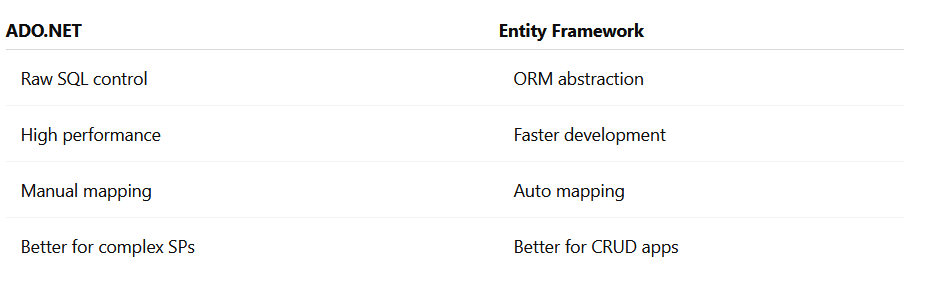 ADO.NET Entity Framework
Raw SQL control ORM abstraction
High performance Faster development
Manual mapping Auto mapping
Better for complex SPs Better for CRUD apps